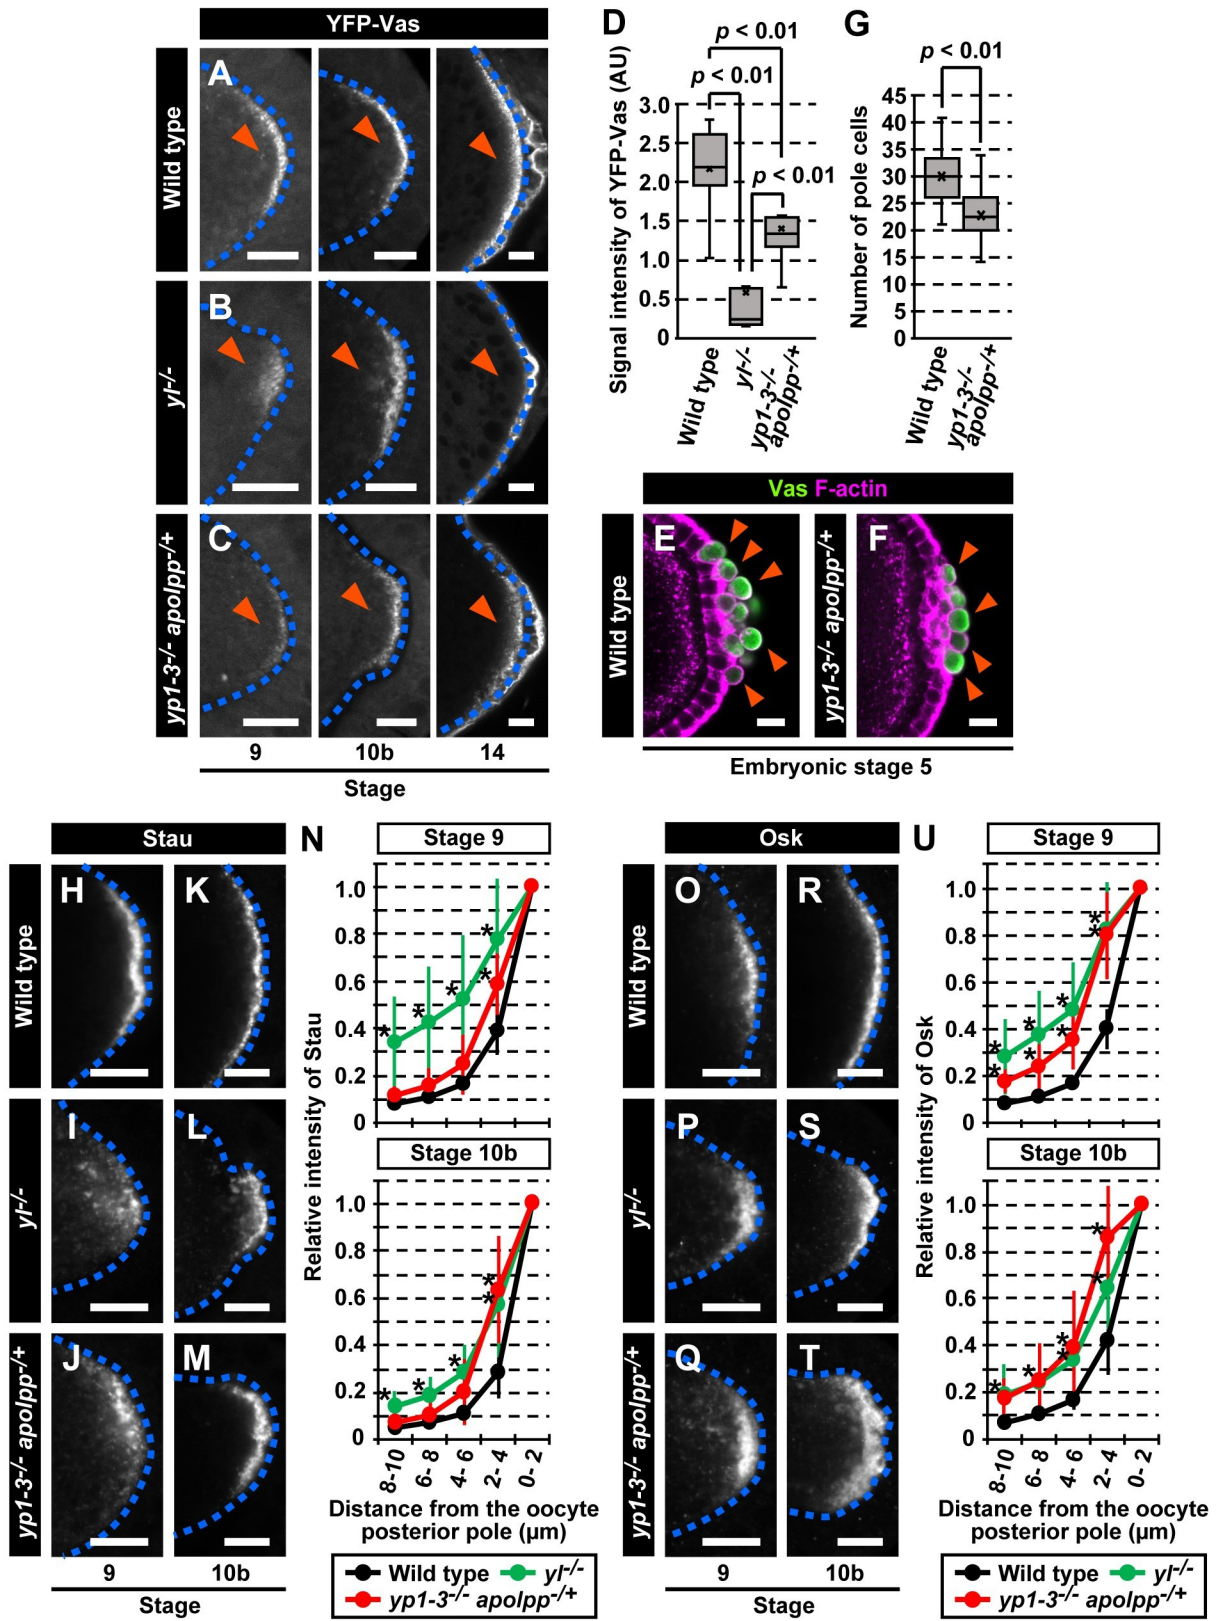 YFP-Vas
Wild type
yl-/-
yp1-3-/- apolpp-/+
A
B
C
9 10b 14
Stage
D
p < 0.01
p < 0.01
p < 0.01
Signal intensity of YFP-Vas (AU)
3.0
2.5
2.0
1.5
1.0
0.5
0
Wild type
yl-/-
yp1-3-/-
apolpp-/+
G
p < 0.01
Number of pole cells
45
40
35
30
25
20
15
10
5
0
Wild type
yp1-3-/-
apolpp-/+
Vas F-actin
Wild type
E
yp1-3-/- apolpp-/+
F
Embryonic stage 5
Stau
Wild type
yl-/-
yp1-3-/- apolpp-/+
H K
I L
J M
9 10b
Stage
N
Stage 9
1.0
0.8
0.6
0.4
0.2
0
* * * * *
Stage 10b
1.0
0.8
0.6
0.4
0.2
0
* * * * *
Relative intensity of Stau
8-10 6-8 4-6 2-4 0-2
Distance from the oocyte
posterior pole (μm)
Wild type yl-/-
yp1-3-/- apolpp-/+
Osk
Wild type
yl-/-
yp1-3-/- apolpp-/+
O R
P S
Q T
9 10b
Stage
U
Stage 9
1.0
0.8
0.6
0.4
0.2
0
* * * * * * * *
Stage 10b
1.0
0.8
0.6
0.4
0.2
0
* * * * * *
Relative intensity of Osk
8-10 6-8 4-6 2-4 0-2
Distance from the oocyte
posterior pole (μm)
Wild type yl-/-
yp1-3-/- apolpp-/+